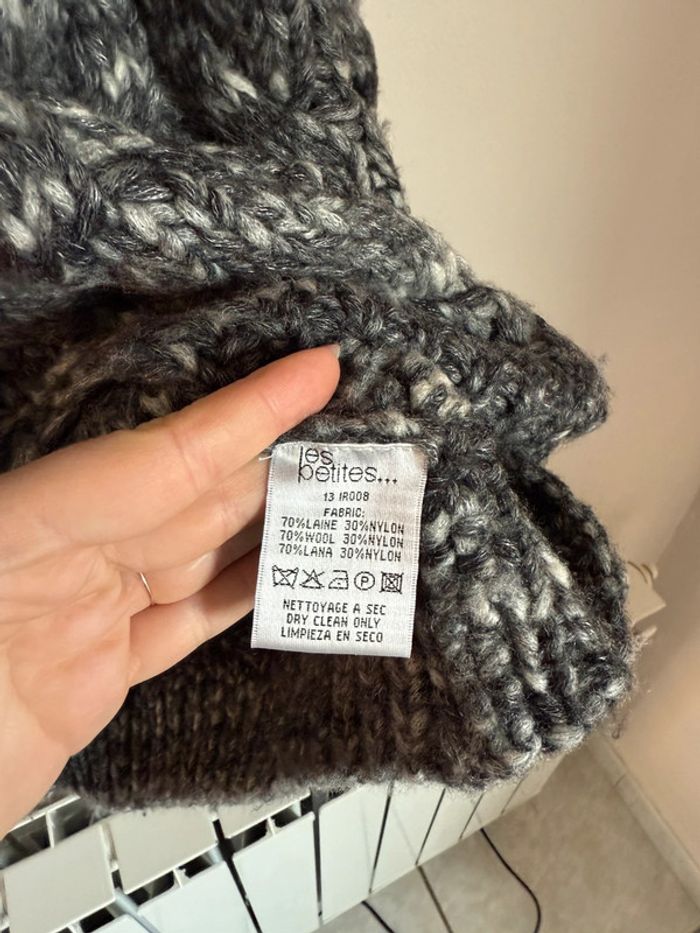 les
petites...
13 IR008
FABRIC:
70%LAINE 30%NYLON
70%WOOL 30%NYLON
70%LANA 30%NYLON
P
NETTOYAGE A SEC
DRY CLEAN ONLY
LIMPIEZA EN SECO